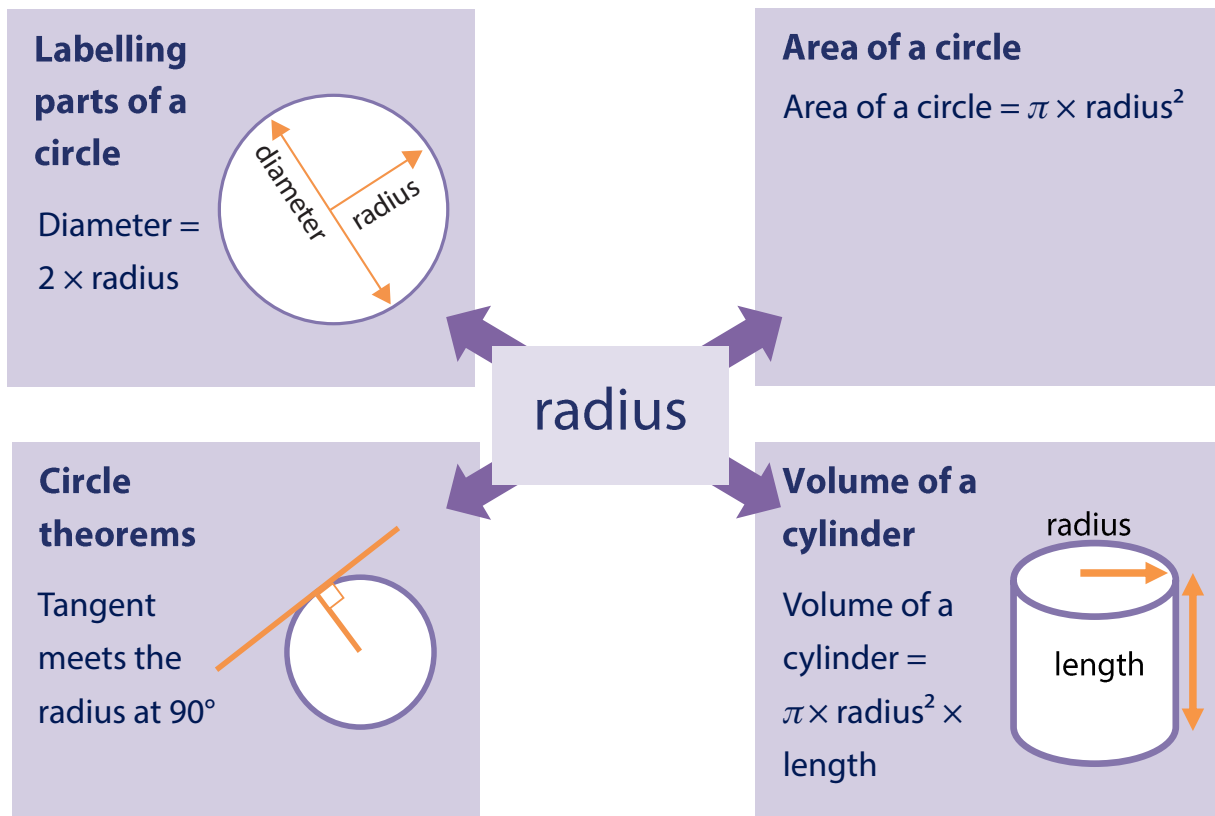 Labelling
parts of a
circle
Diameter =
2 × radius
diameter
radius
Area of a circle
Area of a circle = π × radius²
radius
Circle
theorems
Tangent
meets the
radius at 90°
Volume of a
cylinder
Volume of a
cylinder =
π × radius² ×
length
radius
length